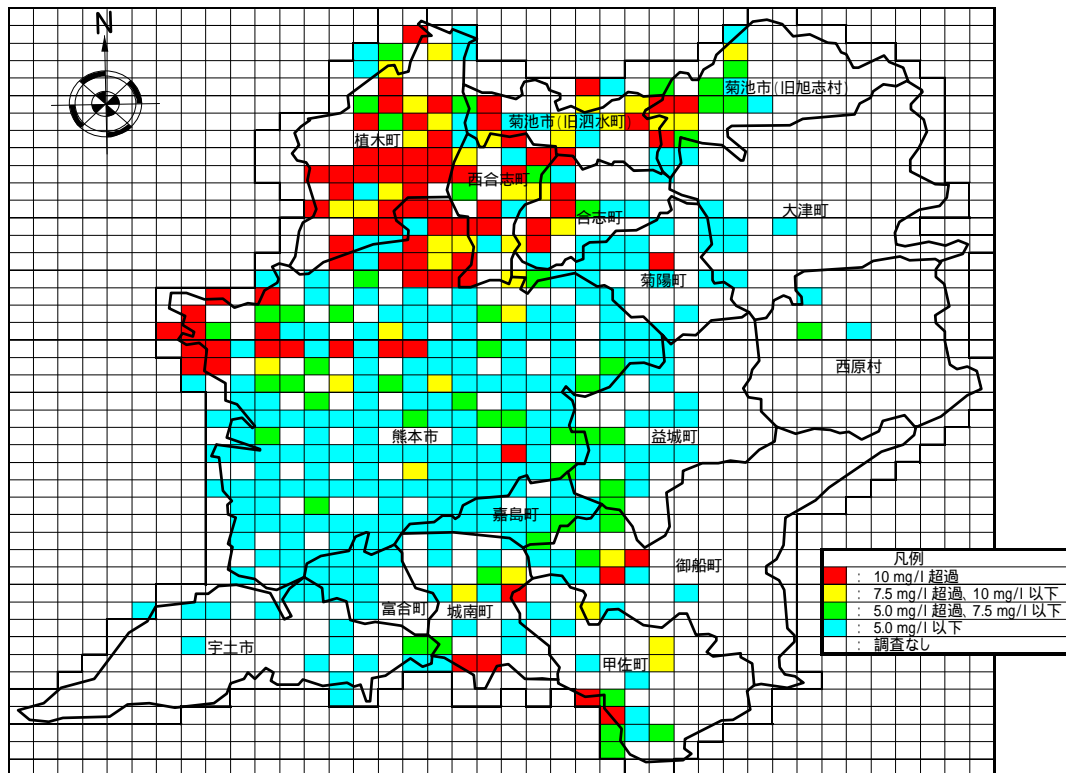 N
菊池市(旧旭志村)
菊池市(旧泗水町)
植木町
西合志町
合志町
大津町
菊陽町
西原村
熊本市
益城町
嘉島町
御船町
富合町
城南町
宇土市
甲佐町
凡例
: 10 mg/l 超過
: 7.5 mg/l 超過、10 mg/l 以下
: 5.0 mg/l 超過、7.5 mg/l 以下
: 5.0 mg/l 以下
: 調査なし